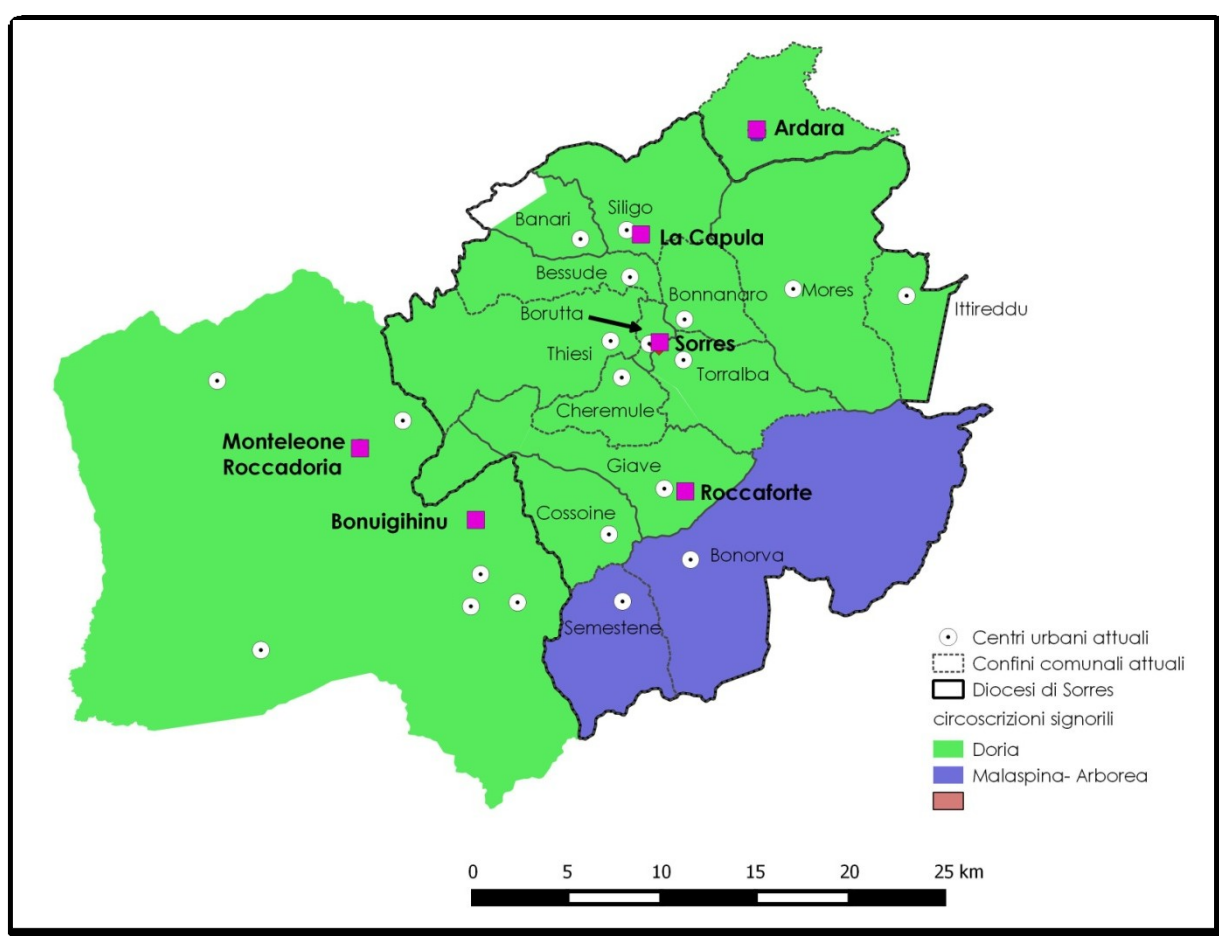 Ardara
Siligo
Banari
La Capula
Bessude
Bonnanaro
Mores
Ittireddu
Borutta
Sorres
Thiesi
Torralba
Cheremule
Monteleone
Roccadoria
Giave
Roccaforte
Bonuigihinu
Cossoine
Bonorva
Semestene
Centri urbani attuali
Confini comunali attuali
Diocesi di Sorres
circoscrizioni signorili
Doria
Malaspina- Arborea
0 5 10 15 20 25 km